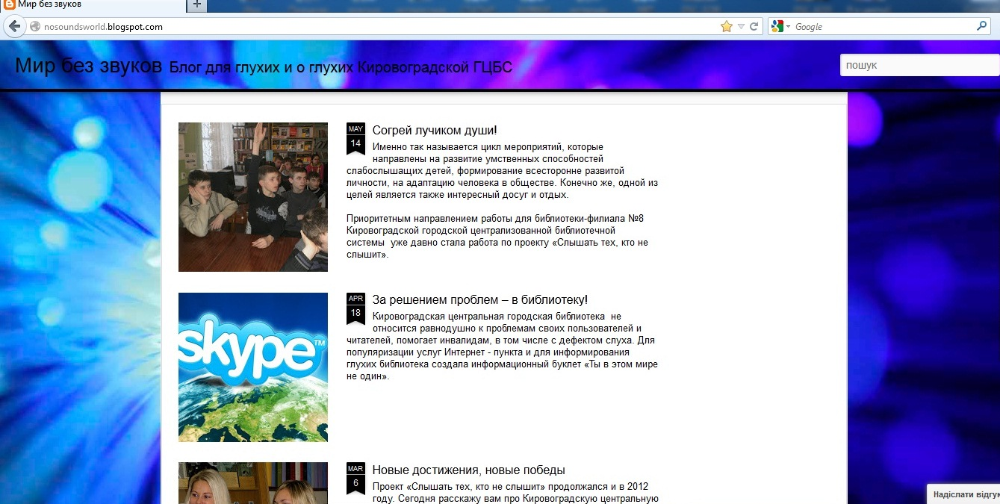 Мир без звуков
+
nosoundsworld.blogspot.com
Google
Мир без звуков Блог для глухих и о глухих Кировоградской ГЦБС
пошук
MAY
14
Согрей лучиком души!
Именно так называется цикл мероприятий, которые
направлены на развитие умственных способностей
слабослышащих детей, формирование всесторонне развитой
личности, на адаптацию человека в обществе. Конечно же, одной из
целей является также интересный досуг и отдых.
Приоритетным направлением работы для библиотеки-филиала №8
Кировоградской городской централизованной библиотечной
системы уже давно стала работа по проекту «Слышать тех, кто не
слышит».
skype™
APR
18
За решением проблем – в библиотеку!
Кировоградская центральная городская библиотека не
относится равнодушно к проблемам своих пользователей и
читателей, помогает инвалидам, в том числе с дефектом слуха. Для
популяризации услуг Интернет - пункта и для информирования
глухих библиотека создала информационный буклет «Ты в этом мире
не один».
MAR
6
Новые достижения, новые победы
Проект «Слышать тех, кто не слышит» продолжался и в 2012
году. Сегодня расскажу вам про Кировоградскую центральную
Надіслати відгук